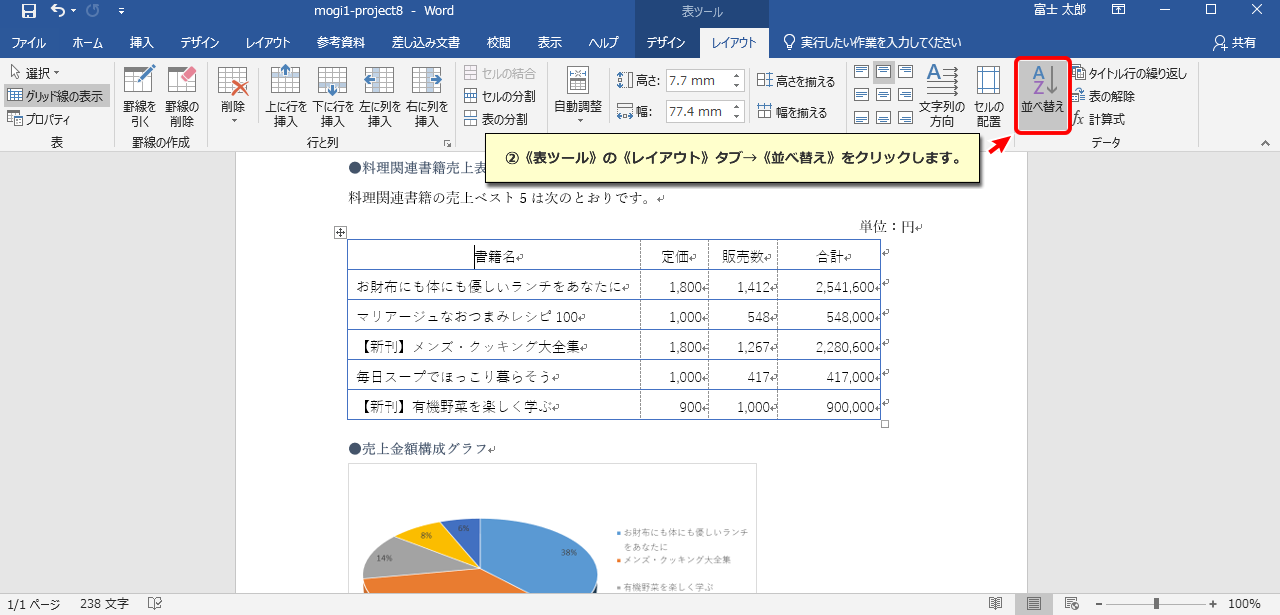 mogi1-project8 - Word
表ツール
富士 太郎
ファイル ホーム 挿入 デザイン レイアウト 参考資料 差し込み文書 校閲 表示 ヘルプ デザイン レイアウト 実行したい作業を入力してください 共有
選択
グリッド線の表示
プロパティ
表
罫線を引く
罫線の削除
罫線の作成
削除
上に行を挿入
下に行を挿入
左に列を挿入
右に列を挿入
行と列
セルの結合
セルの分割
表の分割
自動調整
高さ: 7.7 mm
幅: 77.4 mm
高さを揃える
幅を揃える
文字列の方向
セルの配置
AZ
並べ替え
タイトル行の繰り返し
表の解除
fx 計算式
データ
②《表ツール》の《レイアウト》タブ→《並べ替え》をクリックします。
●料理関連書籍売上表
料理関連書籍の売上ベスト 5 は次のとおりです。
単位：円
書籍名 定価 販売数 合計
お財布にも体にも優しいランチをあなたに 1,800 1,412 2,541,600
マリアージュなおつまみレシピ 100 1,000 548 548,000
【新刊】メンズ・クッキング大全集 1,800 1,267 2,280,600
毎日スープでほっこり暮らそう 1,000 417 417,000
【新刊】有機野菜を楽しく学ぶ 900 1,000 900,000
●売上金額構成グラフ
6%
8%
14%
38%
お財布にも体にも優しいランチ
をあなたに
メンズ・クッキング大全集
有機野菜を楽しく学ぶ
1/1 ページ 238 文字 100%